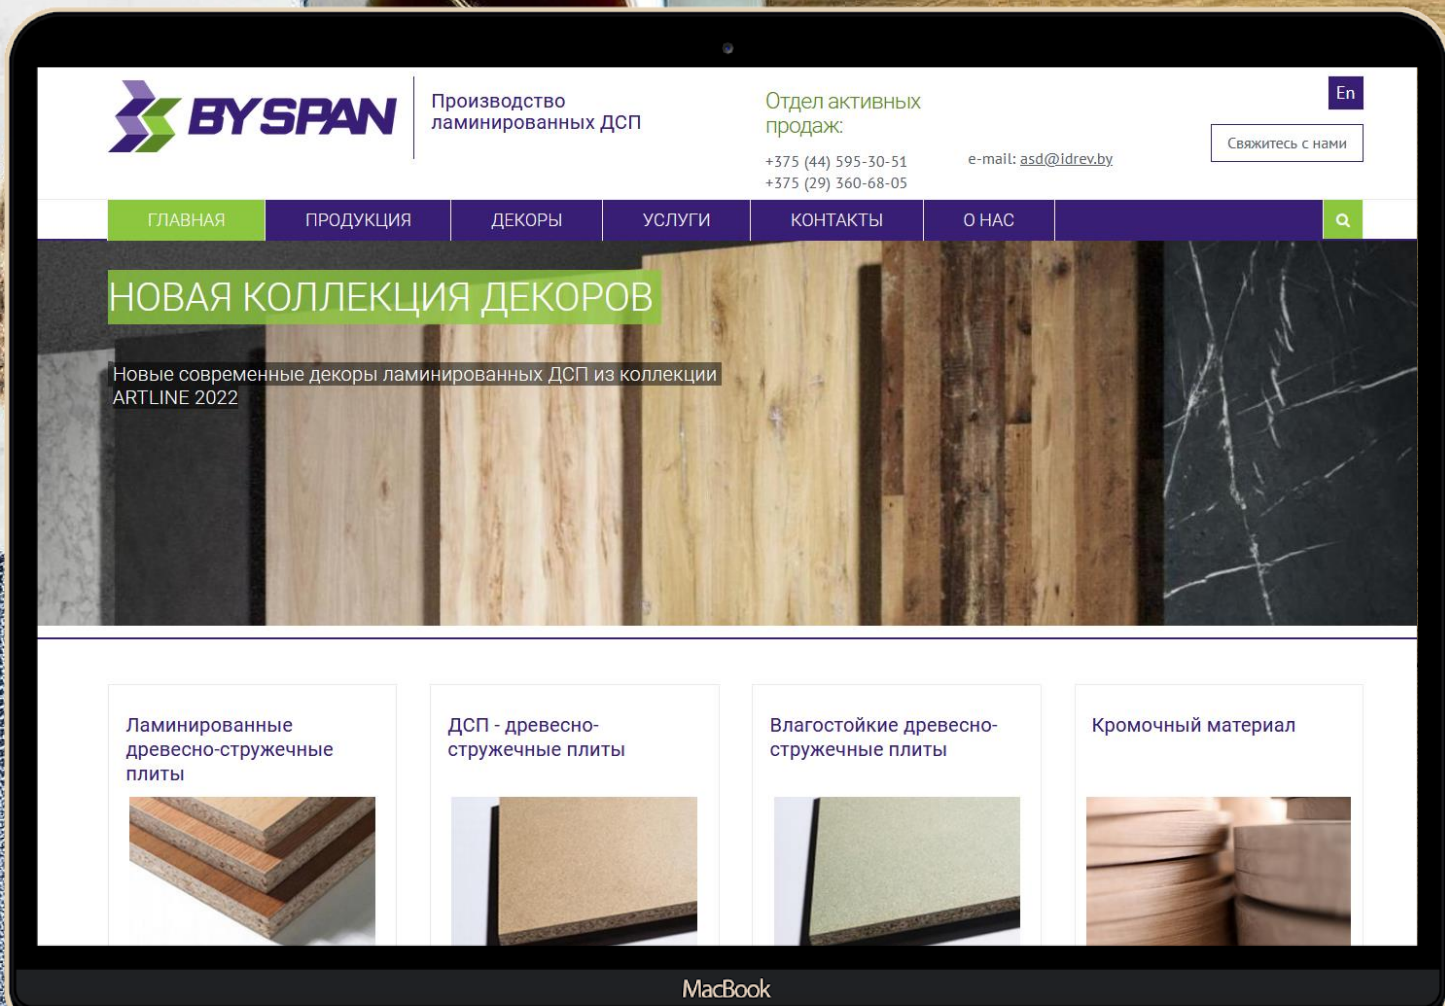 BYSPAN
Производство
ламинированных ДСП
Отдел активных
продаж:
+375 (44) 595-30-51
+375 (29) 360-68-05
e-mail: asd@idrev.by
En
Свяжитесь с нами
ГЛАВНАЯ
ПРОДУКЦИЯ
ДЕКОРЫ
УСЛУГИ
КОНТАКТЫ
О НАС
НОВАЯ КОЛЛЕКЦИЯ ДЕКОРОВ
Новые современные декоры ламинированных ДСП из коллекции
ARTLINE 2022
Ламинированные
древесно-стружечные
плиты
ДСП - древесно-
стружечные плиты
Влагостойкие древесно-
стружечные плиты
Кромочный материал
MacBook